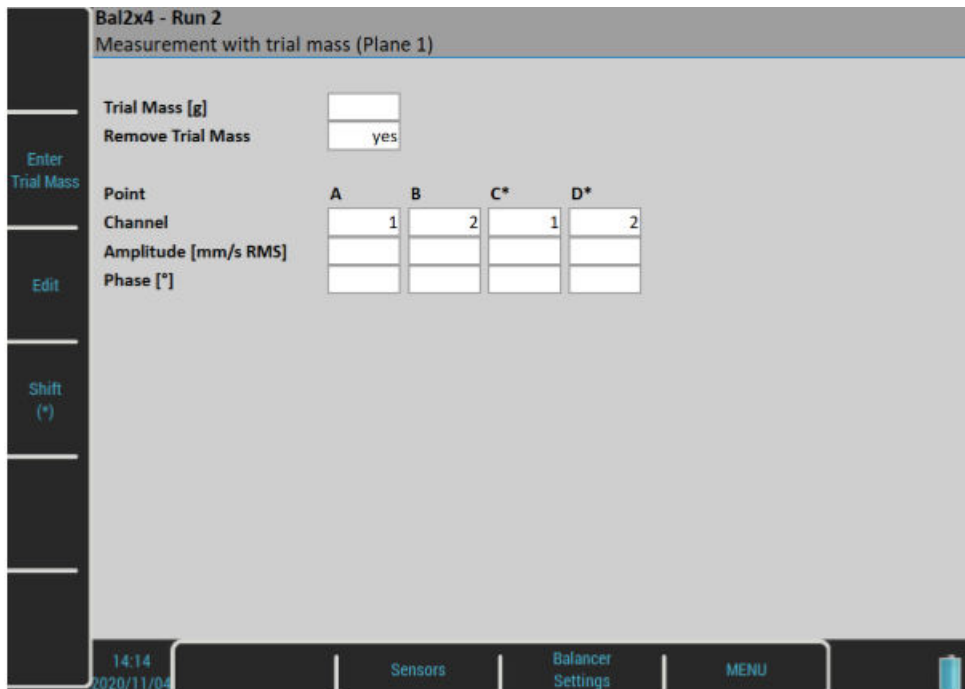 Bal2x4 - Run 2
Measurement with trial mass (Plane 1)
Trial Mass [g]
Remove Trial Mass yes
Enter
Trial Mass
Point A B C* D*
Channel 1 2 1 2
Amplitude [mm/s RMS]
Phase [°]
Edit
Shift
(*)
14:14
2020/11/04
Sensors
Balancer
Settings
MENU